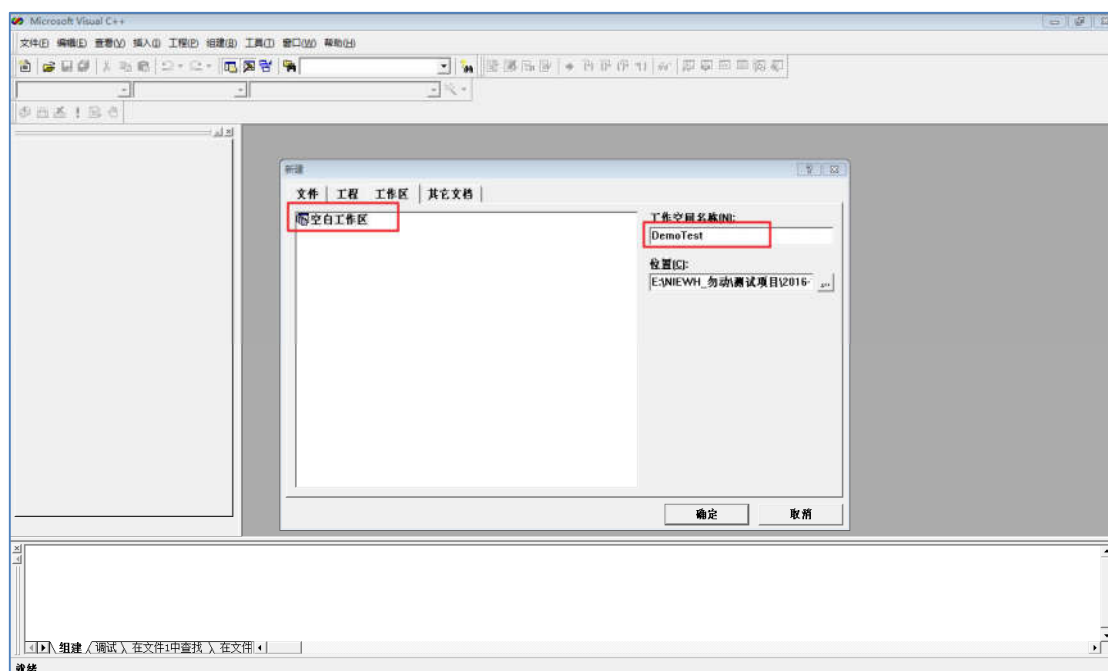 Microsoft Visual C++
文件(F) 编辑(E) 查看(V) 插入(I) 工程(P) 组建(B) 工具(T) 窗口(W) 帮助(H)
新建
文件 工程 工作区 其它文档
空白工作区
工作空间名称(N):
DemoTest
位置(C):
E:\NIEWH_勿动\测试项目\2016-
...
确定 取消
组建 调试 在文件1中查找 在文件
就绪